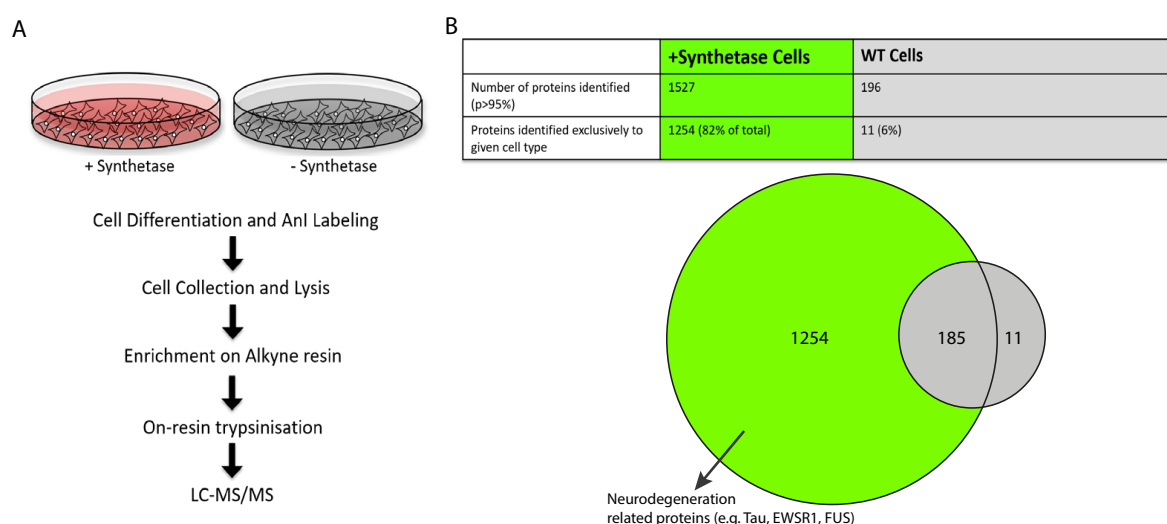 A
+ Synthetase
- Synthetase
Cell Differentiation and AnI Labeling
Cell Collection and Lysis
Enrichment on Alkyne resin
On-resin trypsinisation
LC-MS/MS
B
+Synthetase Cells
WT Cells
Number of proteins identified
(p>95%)
1527
196
Proteins identified exclusively to
given cell type
1254 (82% of total)
11 (6%)
1254
185
11
Neurodegeneration
related proteins (e.g. Tau, EWSR1, FUS)